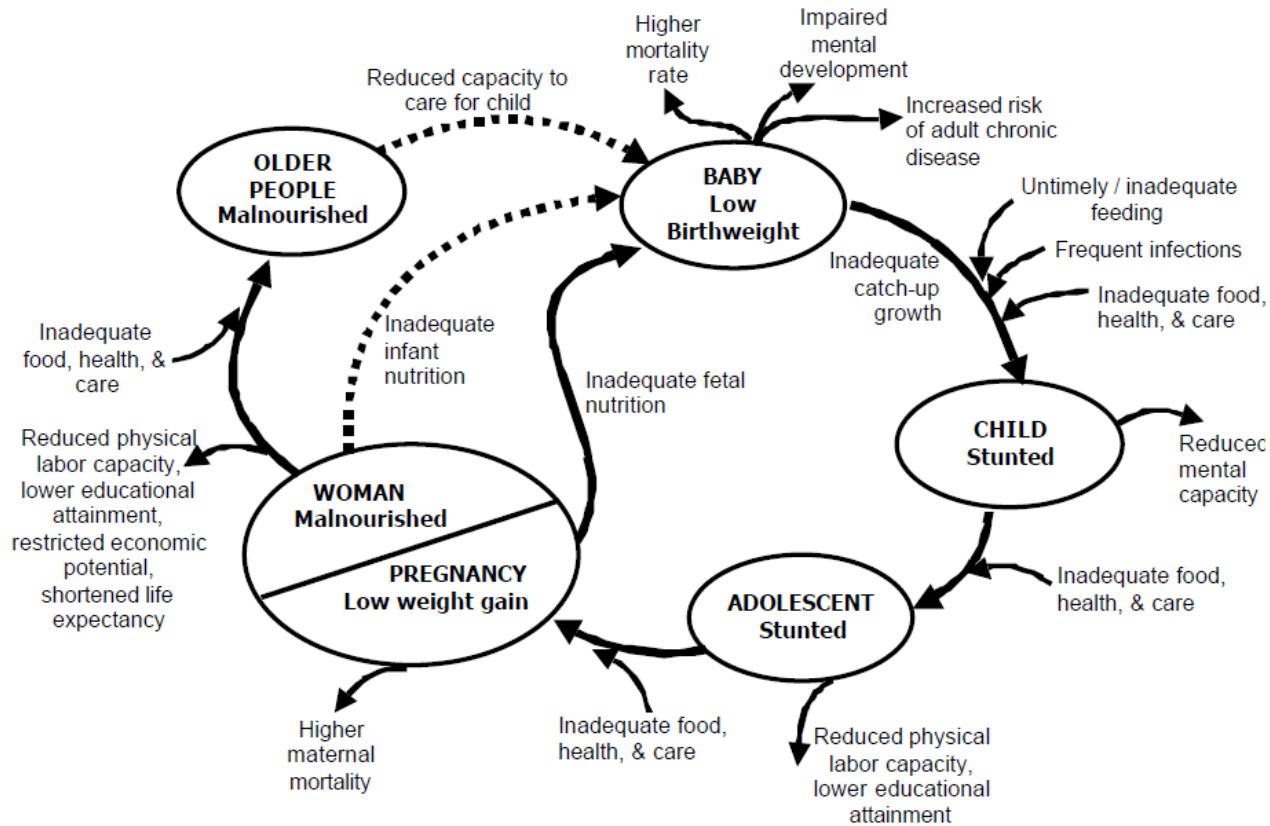 Higher
mortality
rate
Impaired
mental
development
Increased risk
of adult chronic
disease
Reduced capacity to
care for child
OLDER
PEOPLE
Malnourished
BABY
Low
Birthweight
Untimely / inadequate
feeding
Frequent infections
Inadequate food,
health, & care
Inadequate
catch-up
growth
Inadequate
food, health, &
care
Inadequate
infant
nutrition
Inadequate fetal
nutrition
CHILD
Stunted
Reduced
mental
capacity
Reduced physical
labor capacity,
lower educational
attainment,
restricted economic
potential,
shortened life
expectancy
WOMAN
Malnourished
PREGNANCY
Low weight gain
ADOLESCENT
Stunted
Inadequate food,
health, & care
Higher
maternal
mortality
Inadequate food,
health, & care
Reduced physical
labor capacity,
lower educational
attainment